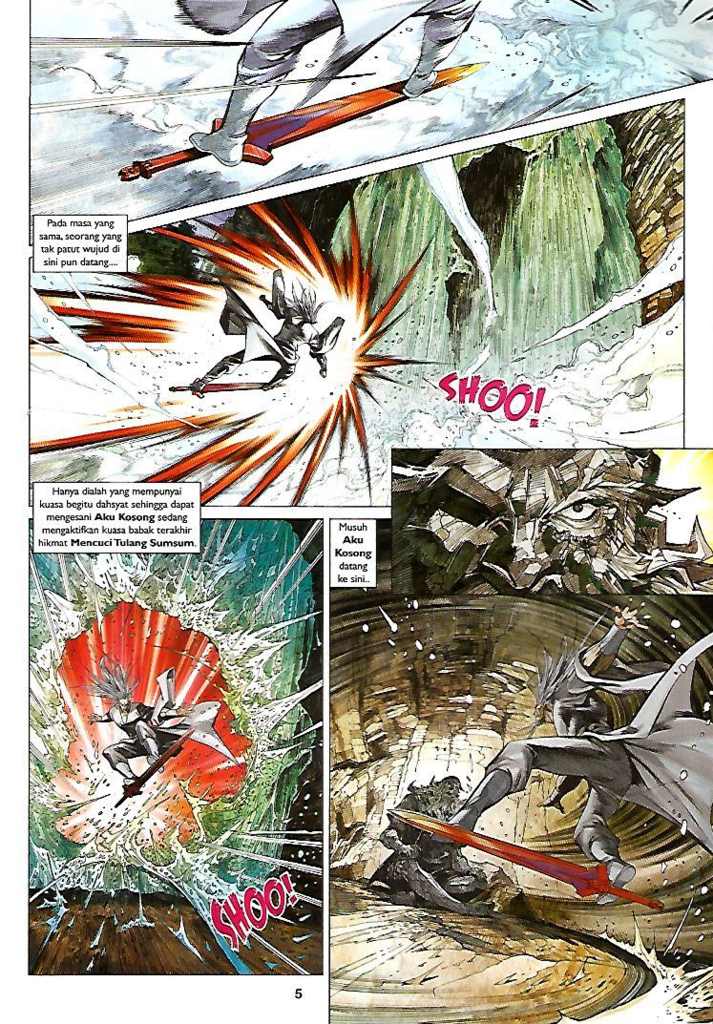 Pada masa yang
sama, seorang yang
tak patut wujud di
sini pun datang....
SHOO!
Hanya dialah yang mempunyai
kuasa begitu dahsyat sehingga dapat
mengesani Aku Kosong sedang
mengaktifkan kuasa babak terakhir
hikmat Mencuci Tulang Sumsum.
SHOO!
Musuh
Aku
Kosong
datang
ke sini..
5